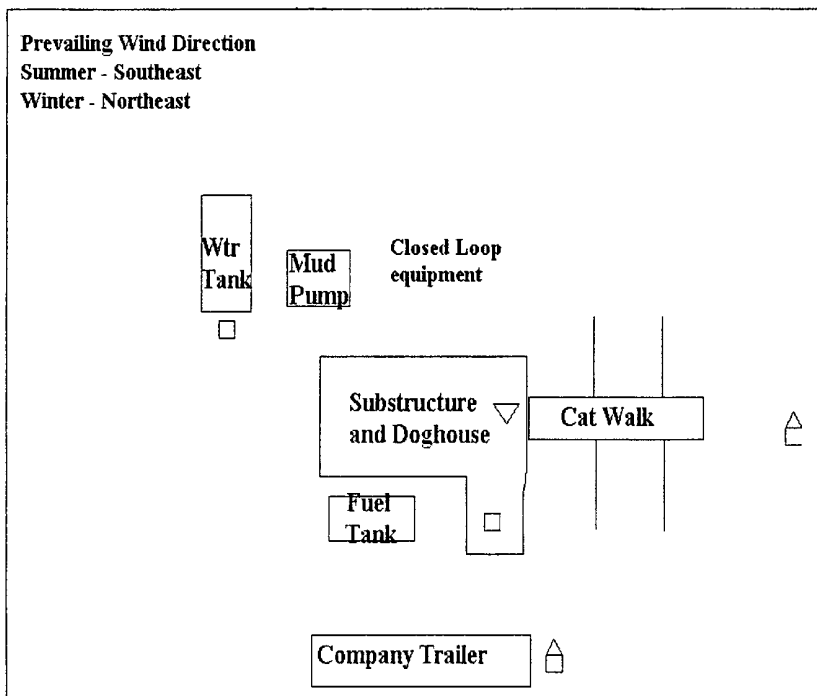 Prevailing Wind Direction
Summer - Southeast
Winter - Northeast
Wtr
Tank
Mud
Pump
Closed Loop
equipment
Substructure
and Doghouse
Cat Walk
Fuel
Tank
Company Trailer